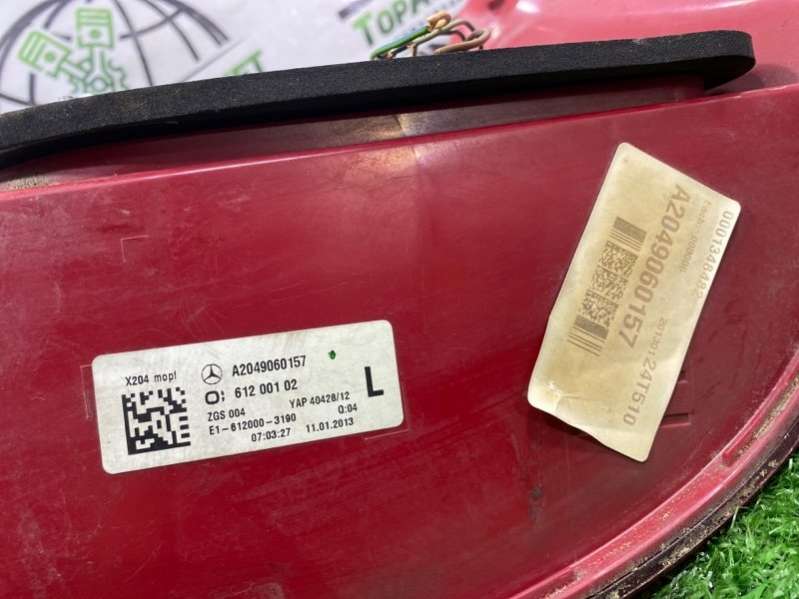 TOPA
X204 mopf
A2049060157
612 001 02
L
ZGS 004 YAP 40428/12
E1-612000-3190 Q:04
07:03:27 11.01.2013
A2049060157
24T510